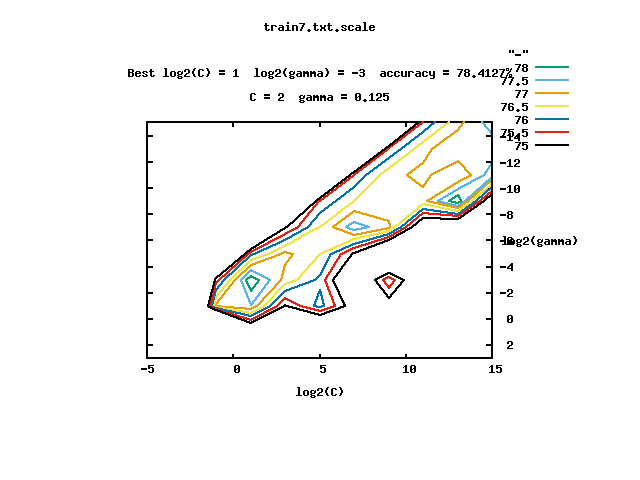 train7.txt.scale
"-"
Best log2(C) = 1  log2(gamma) = -3  accuracy = 78.4127%
78
77.5
C = 2  gamma = 0.125
77
76.5
76
75.5
-14
75
-12
-10
-8
-6
log2(gamma)
-4
-2
0
2
-5 0 5 10 15
log2(C)